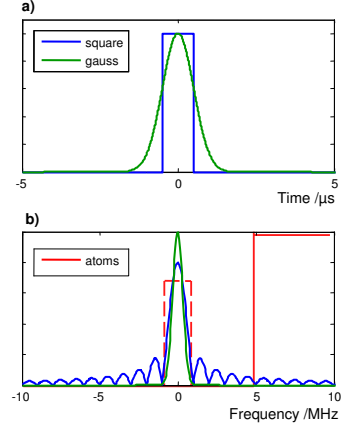 a)
square
gauss
-5 0 5
Time /μs
b)
atoms
-10 -5 0 5 10
Frequency /MHz